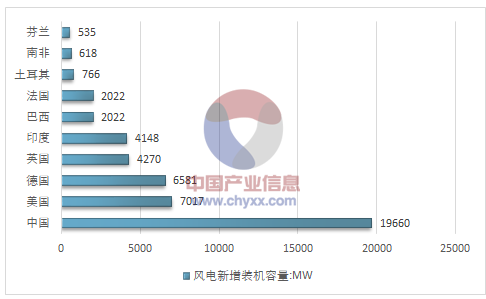 芬兰 535
南非 618
土耳其 766
法国 2022
巴西 2022
印度 4148
英国 4270
德国 6581
美国 7017
中国 19660
中国产业信息
www.chyxx.com
0 5000 10000 15000 20000 25000
风电新增装机容量:MW